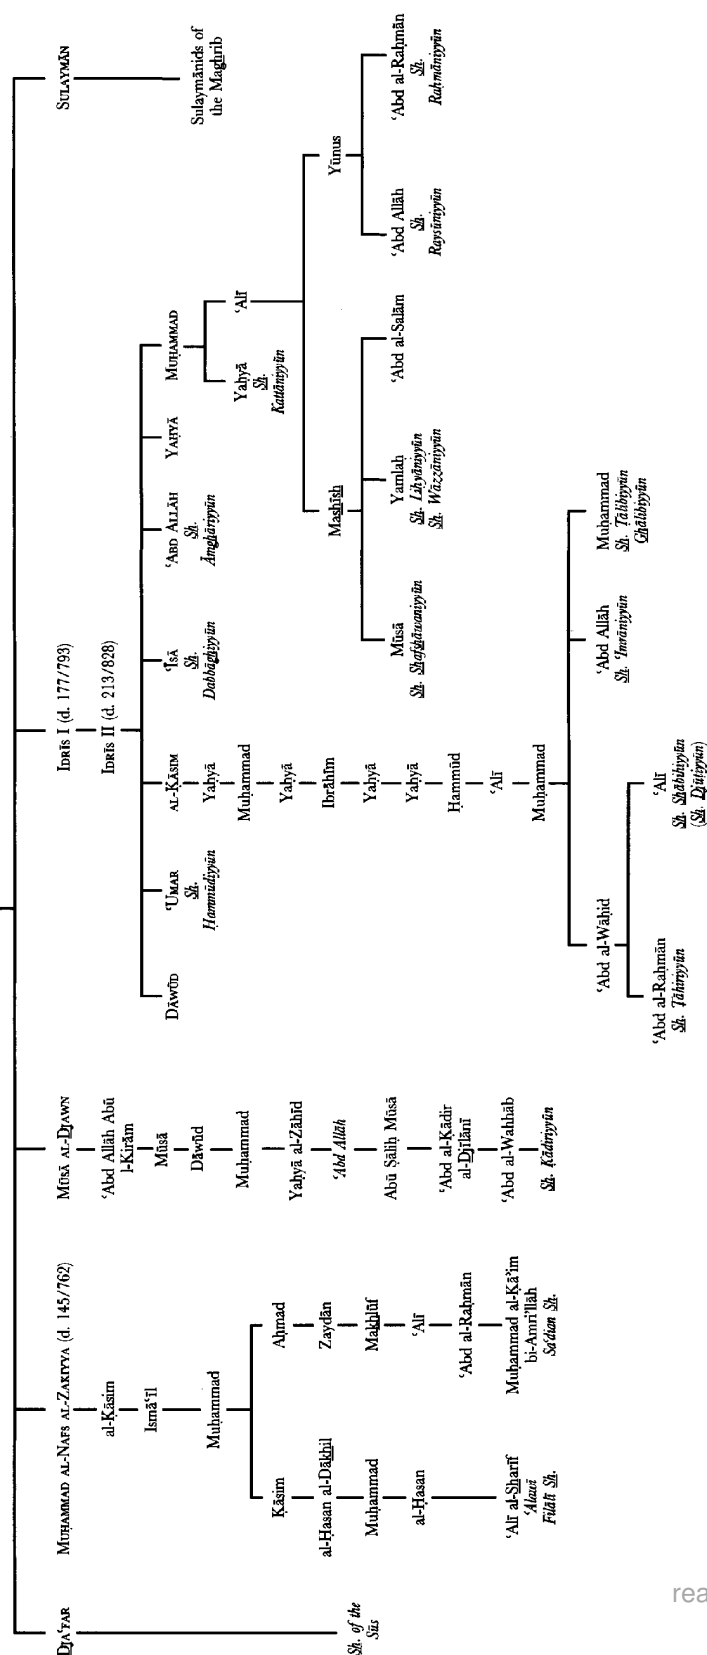 DJAʿFAR
Sh. of the
Sūs
MUḤAMMAD AL-NAFS AL-ZAKIYYA (d. 145/762)
al-Ḳāsim
Ismāʿīl
Muḥammad
Ḳāsim
al-Ḥasan al-Dākhil
Muḥammad
al-Ḥasan
ʿAlī al-Sharīf
ʿAlawī
Filālī Sh.
Aḥmad
Zaydān
Makhlūf
ʿAlī
ʿAbd al-Raḥmān
Muḥammad al-Ḳāʾim
bi-Amriʾllāh
Saʿdian Sh.
MŪSĀ AL-DJAWN
ʿAbd Allāh Abū
l-Kirām
Mūsā
Dāwūd
Muḥammad
Yaḥyā al-Zāhīd
ʿAbd Allāh
Abū Ṣāliḥ Mūsā
ʿAbd al-Ḳādir
al-Djīlānī
ʿAbd al-Wahhāb
Sh. Ḳādiriyyūn
IDRĪS I (d. 177/793)
IDRĪS II (d. 213/828)
DĀWŪD
ʿUMAR
Sh.
Ḥammūdiyyūn
AL-ḲĀSIM
Yaḥyā
Muḥammad
Yaḥyā
Ibrāhīm
Yaḥyā
Yaḥyā
Ḥammūd
ʿAlī
Muḥammad
ʿAbd al-Wāḥid
ʿAbd al-Raḥmān
Sh. Ṭāhiriyyūn
ʿAlī
Sh. Shābihiyyūn
(Sh. Djūṭiyyūn)
ʿAbd Allāh
Sh. ʿImrāniyyūn
Muḥammad
Sh. Ṭālibiyyūn
Ghālibiyyūn
ʿĪSĀ
Sh.
Dabbāghiyyūn
ʿABD ALLĀH
Sh.
Amghāriyyūn
YAḤYĀ
MUḤAMMAD
Yaḥyā
Sh.
Kattāniyyūn
ʿAlī
Mashīsh
Mūsā
Sh. Shafshāwaniyyūn
Yamlaḥ
Sh. Liḥyāniyyūn
Sh. Wāzzāniyyūn
ʿAbd al-Salām
Yūnus
ʿAbd Allāh
Sh.
Raysūniyyūn
ʿAbd al-Raḥmān
Sh.
Raḥmāniyyūn
SULAYMĀN
Sulaymānids of
the Maghrib
rea